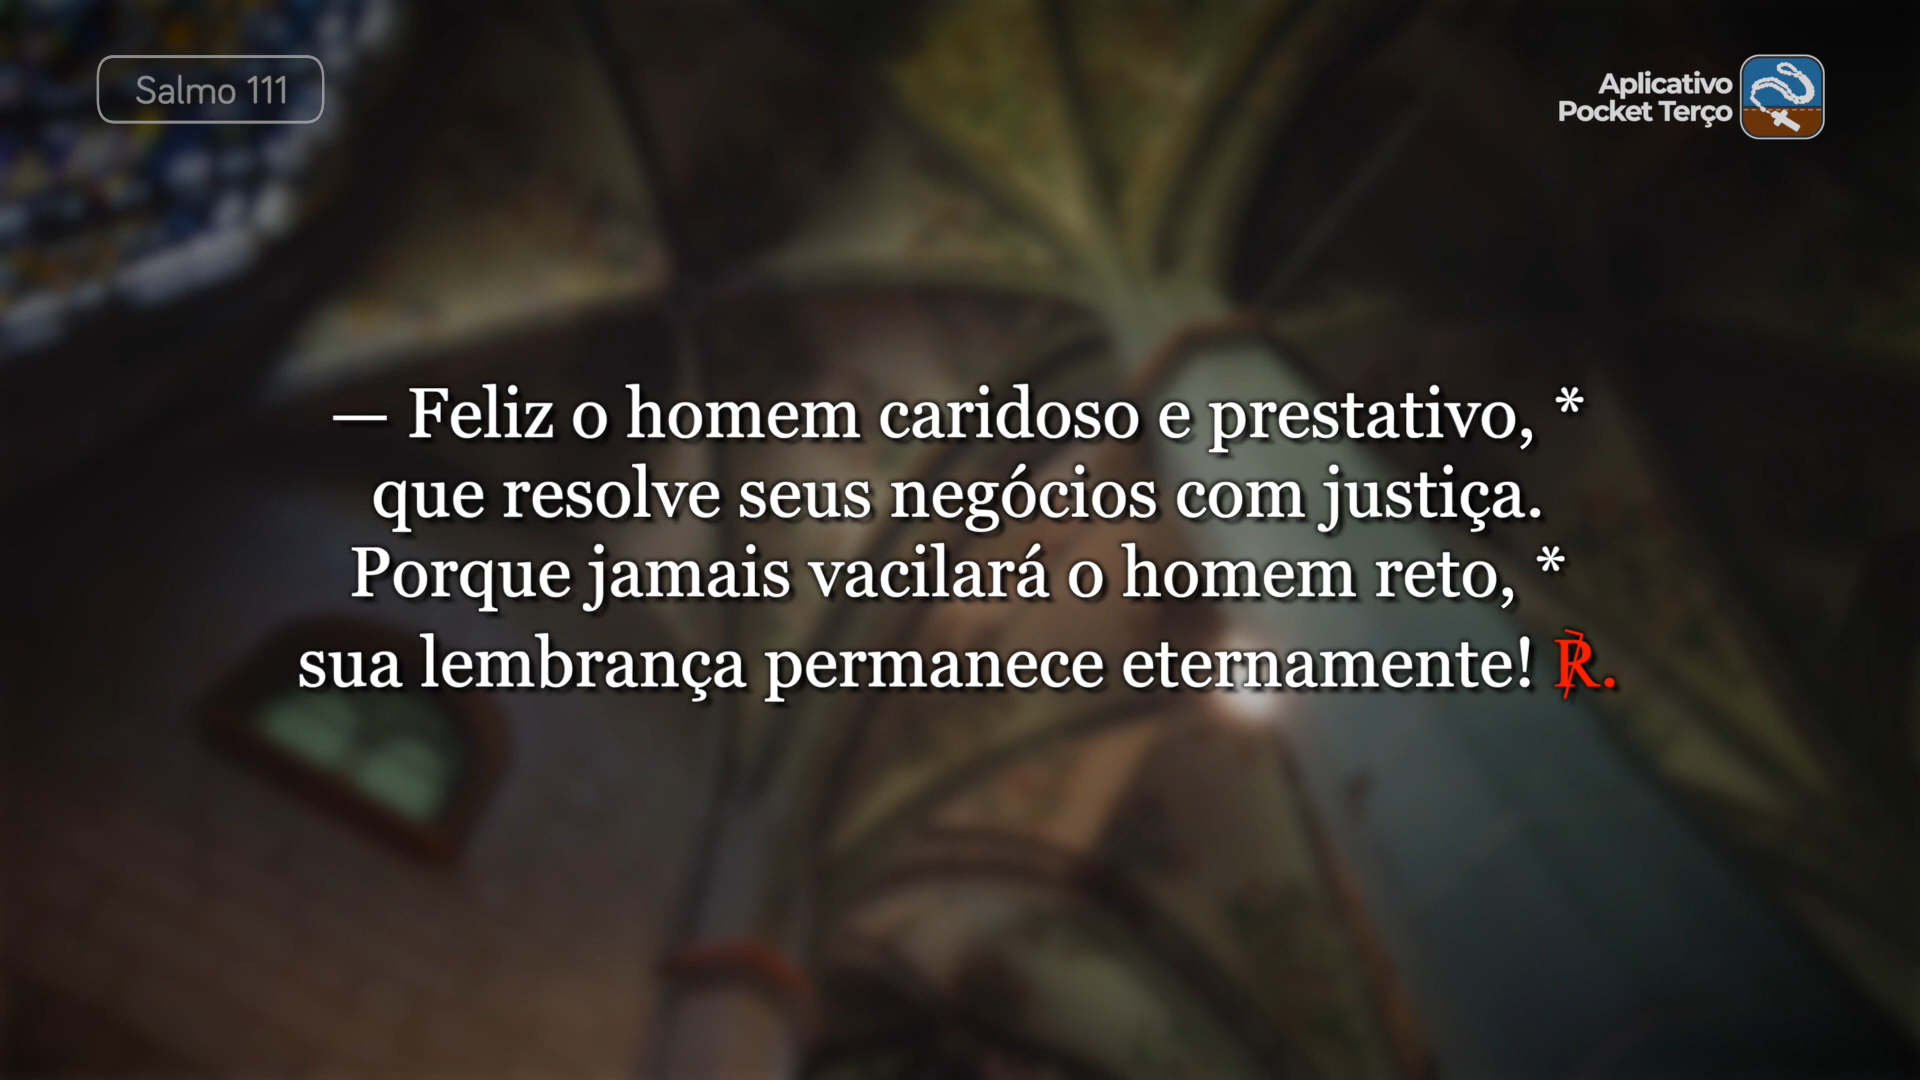 Salmo 111
Aplicativo
Pocket Terço
— Feliz o homem caridoso e prestativo, *
que resolve seus negócios com justiça.
Porque jamais vacilará o homem reto, *
sua lembrança permanece eternamente! ℟.